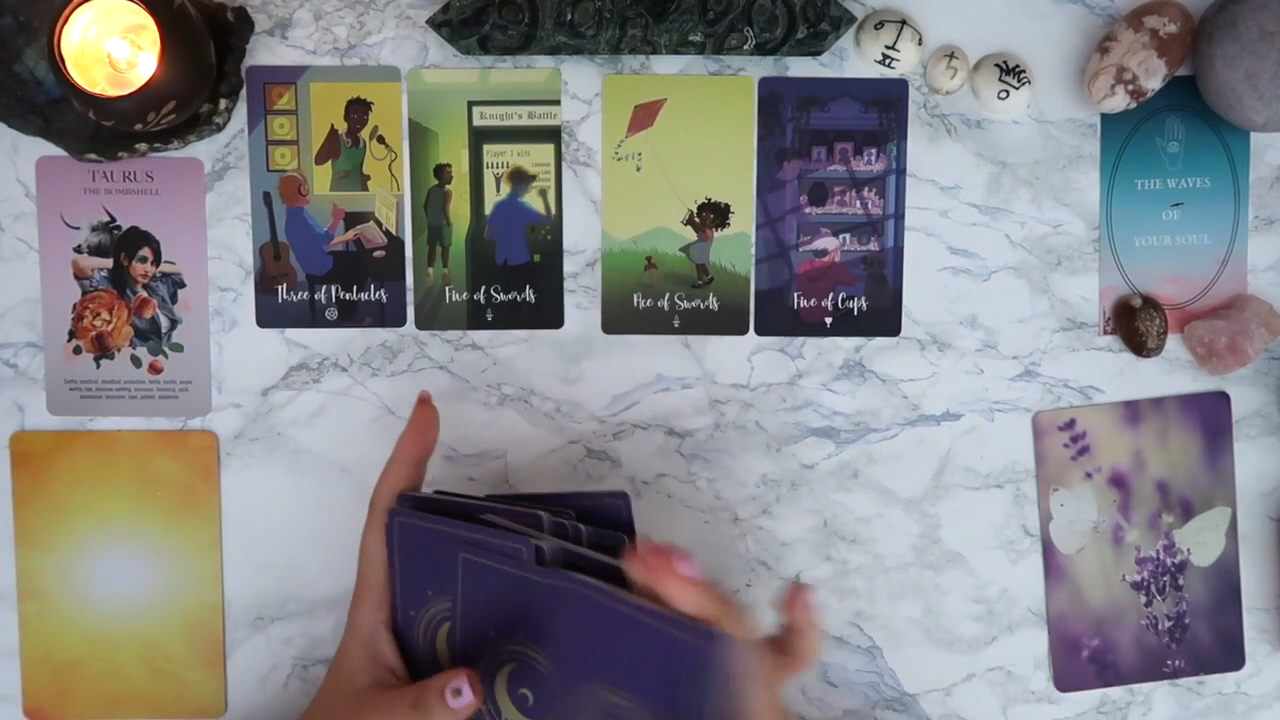 TAURUS
THE BOMBSHELL
Three of Pentacles
Knight's Battle
Player 1 wins
Five of Swords
Ace of Swords
Five of Cups
THE WAVES
OF
YOUR SOUL